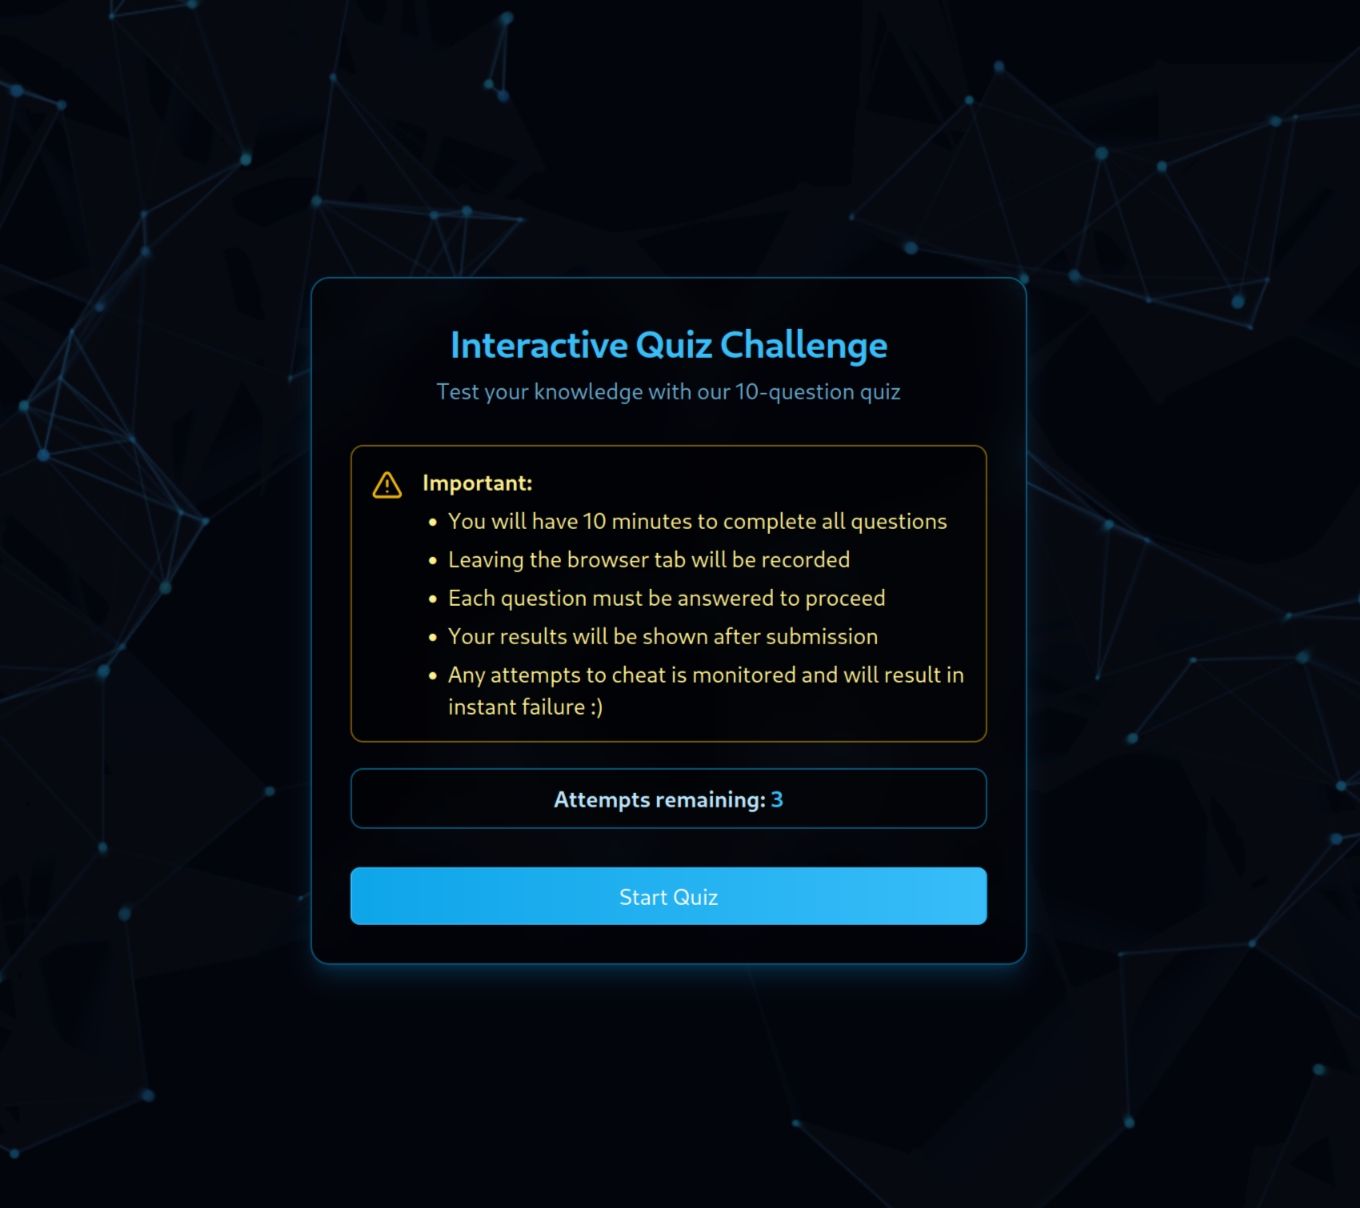 Interactive Quiz Challenge
Test your knowledge with our 10-question quiz
Important:
• You will have 10 minutes to complete all questions
• Leaving the browser tab will be recorded
• Each question must be answered to proceed
• Your results will be shown after submission
• Any attempts to cheat is monitored and will result in
instant failure :)
Attempts remaining: 3
Start Quiz